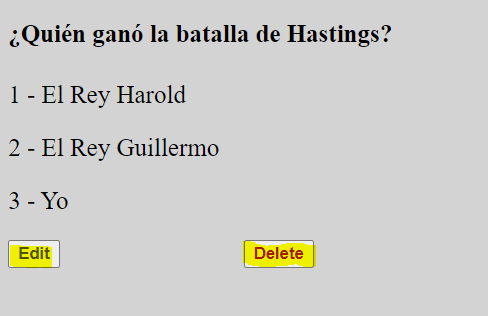 ¿Quién ganó la batalla de Hastings?
1 - El Rey Harold
2 - El Rey Guillermo
3 - Yo
Edit Delete